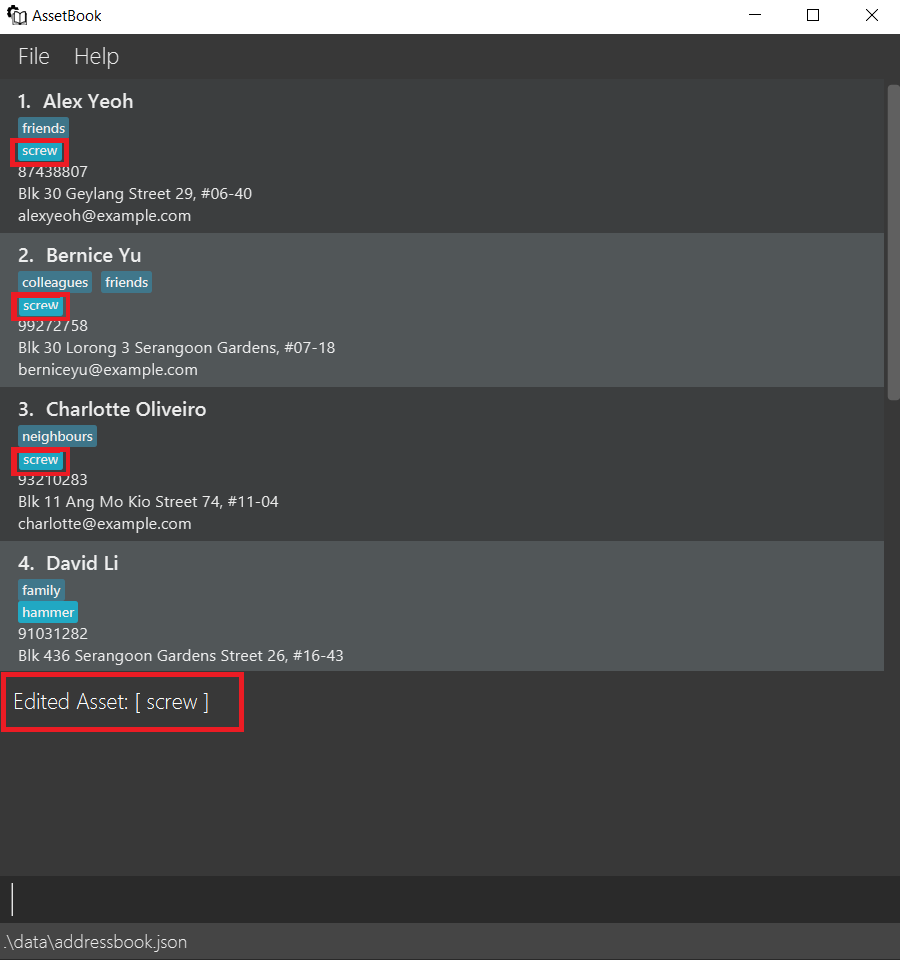 AssetBook
File Help
1. Alex Yeoh
friends
screw
87438807
Blk 30 Geylang Street 29, #06-40
alexyeoh@example.com
2. Bernice Yu
colleagues friends
screw
99272758
Blk 30 Lorong 3 Serangoon Gardens, #07-18
berniceyu@example.com
3. Charlotte Oliveiro
neighbours
screw
93210283
Blk 11 Ang Mo Kio Street 74, #11-04
charlotte@example.com
4. David Li
family
hammer
91031282
Blk 436 Serangoon Gardens Street 26, #16-43
Edited Asset: [ screw ]
.\data\addressbook.json